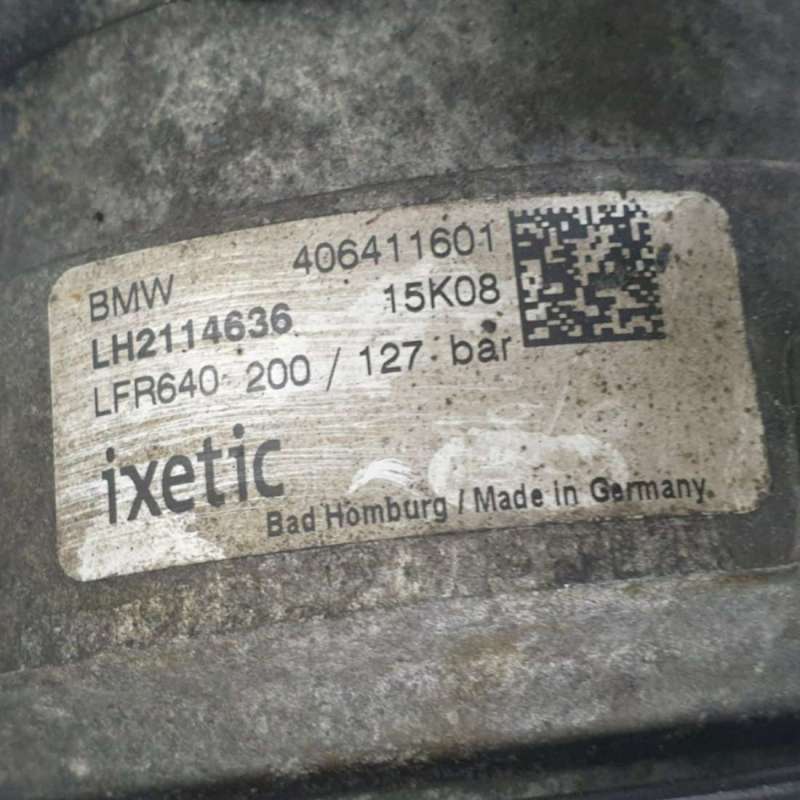 BMW 406411601
LH2114636 15K08
LFR640 200 / 127 bar
ixetic
Bad Homburg / Made in Germany